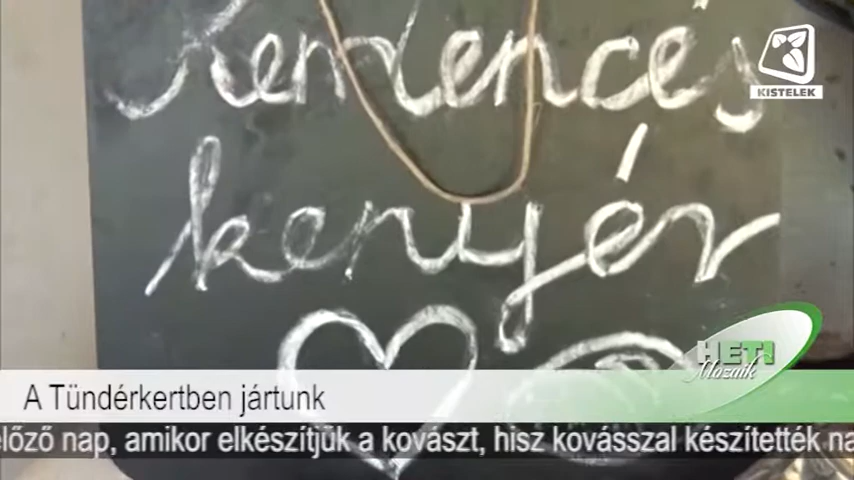 Kemencés
KISTELEK
kenyér
HETI
Mozaik
A Tündérkertben jártunk
előző nap, amikor elkészítjük a kovászt, hisz kovásszal készítették na